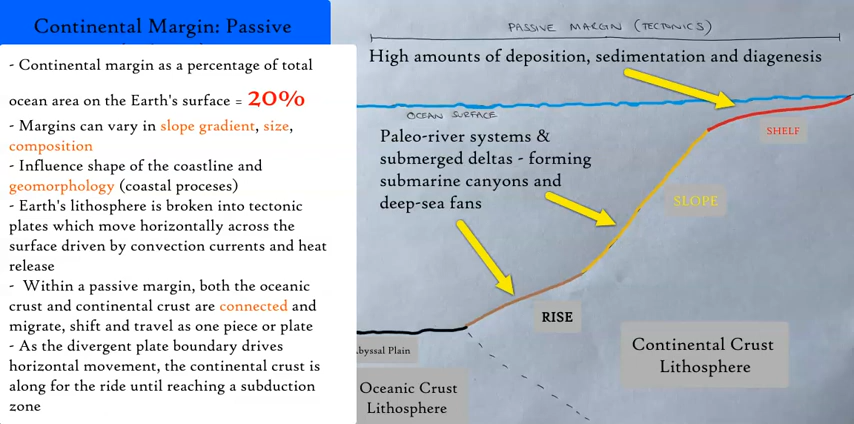 Continental Margin: Passive
- Continental margin as a percentage of total
ocean area on the Earth's surface = 20%
- Margins can vary in slope gradient, size,
composition
- Influence shape of the coastline and
geomorphology (coastal proceses)
- Earth's lithosphere is broken into tectonic
plates which move horizontally across the
surface driven by convection currents and heat
release
- Within a passive margin, both the oceanic
crust and continental crust are connected and
migrate, shift and travel as one piece or plate
- As the divergent plate boundary drives
horizontal movement, the continental crust is
along for the ride until reaching a subduction
zone
PASSIVE MARGIN (TECTONICS)
High amounts of deposition, sedimentation and diagenesis
OCEAN SURFACE
SHELF
Paleo-river systems &
submerged deltas - forming
submarine canyons and
deep-sea fans
SLOPE
RISE
byssal Plain
Oceanic Crust
Lithosphere
Continental Crust
Lithosphere